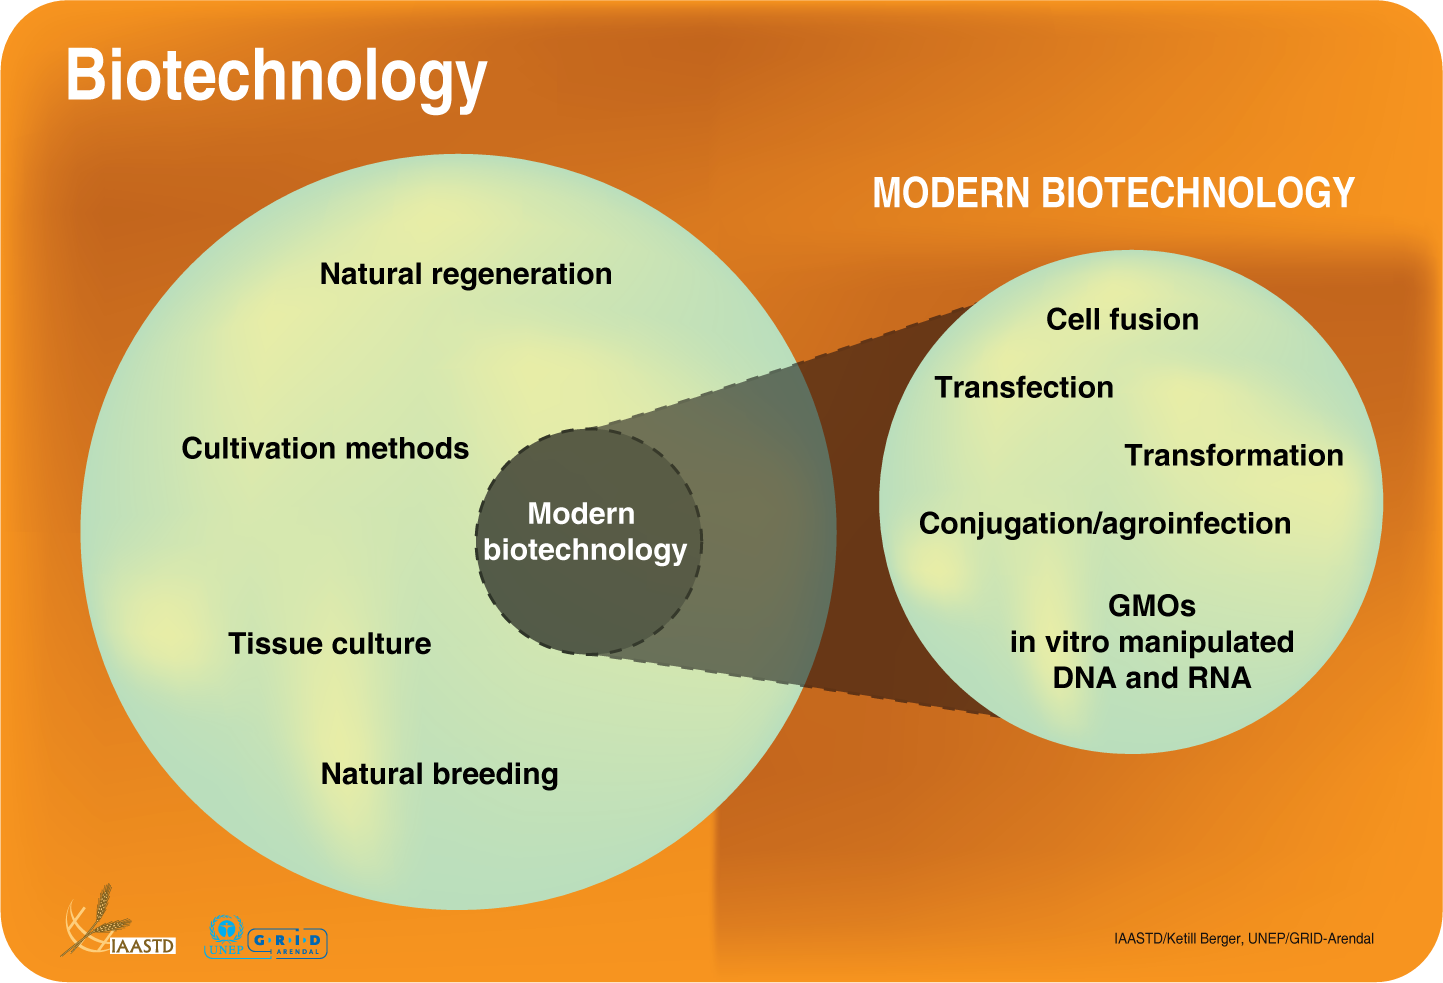 Biotechnology
MODERN BIOTECHNOLOGY
Natural regeneration
Cultivation methods
Modern
biotechnology
Tissue culture
Natural breeding
Cell fusion
Transfection
Transformation
Conjugation/agroinfection
GMOs
in vitro manipulated
DNA and RNA
IAASTD
UNEP
GRID
ARENDAL
IAASTD/Ketill Berger, UNEP/GRID-Arendal